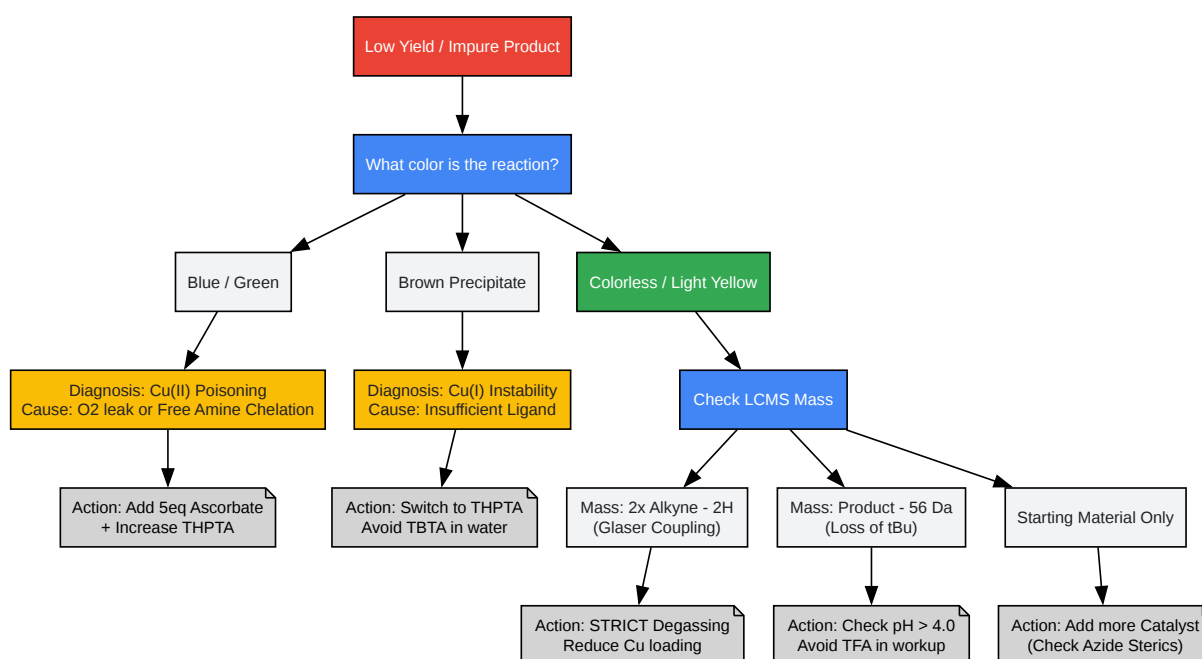 Low Yield / Impure Product
What color is the reaction?
Blue / Green
Brown Precipitate
Colorless / Light Yellow
Diagnosis: Cu(II) Poisoning
Cause: O2 leak or Free Amine Chelation
Diagnosis: Cu(I) Instability
Cause: Insufficient Ligand
Check LCMS Mass
Action: Add 5eq Ascorbate
+ Increase THPTA
Action: Switch to THPTA
Avoid TBTA in water
Mass: 2x Alkyne - 2H
(Glaser Coupling)
Mass: Product - 56 Da
(Loss of tBu)
Starting Material Only
Action: STRICT Degassing
Reduce Cu loading
Action: Check pH > 4.0
Avoid TFA in workup
Action: Add more Catalyst
(Check Azide Sterics)